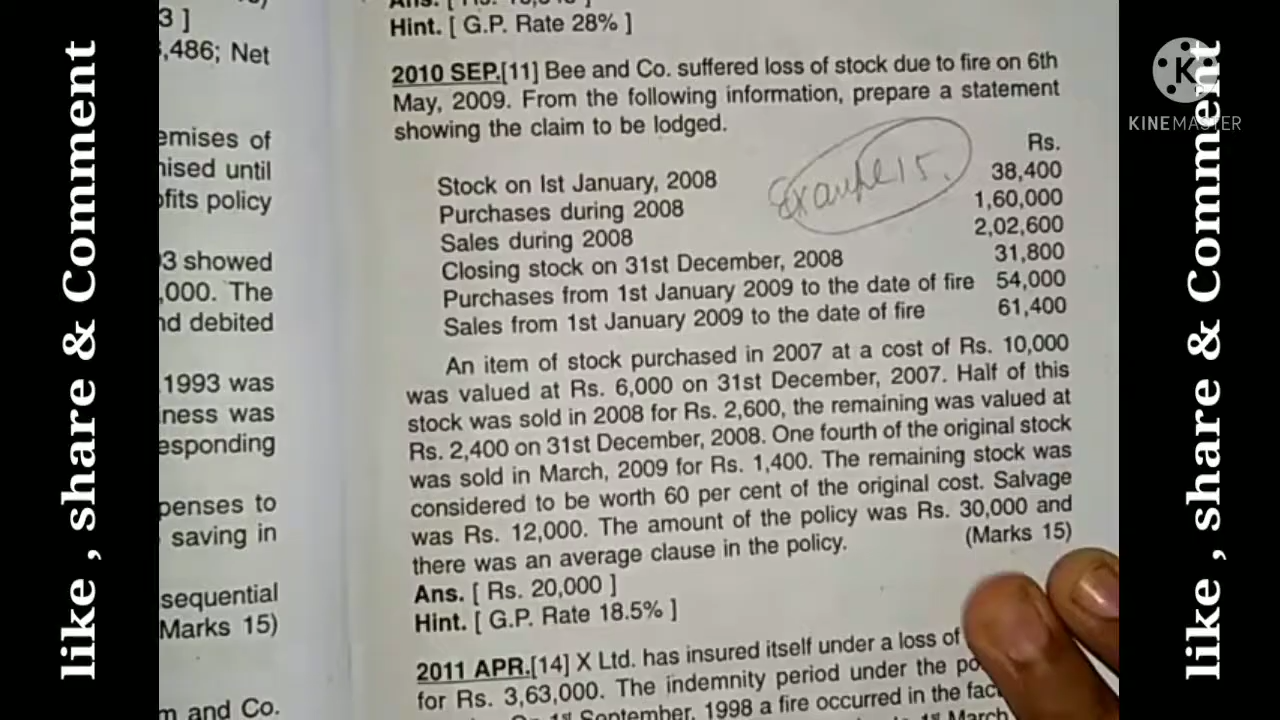 like , share & Comment
3 ]
,486; Net
emises of
nised until
ofits policy
3 showed
,000. The
nd debited
1993 was
ness was
esponding
penses to
saving in
sequential
Marks 15)
m and Co.
Hint. [ G.P. Rate 28% ]
2010 SEP.[11] Bee and Co. suffered loss of stock due to fire on 6th
May, 2009. From the following information, prepare a statement
showing the claim to be lodged.
Rs.
Example 15.
Stock on Ist January, 2008 38,400
Purchases during 2008 1,60,000
Sales during 2008 2,02,600
Closing stock on 31st December, 2008 31,800
Purchases from 1st January 2009 to the date of fire 54,000
Sales from 1st January 2009 to the date of fire 61,400
An item of stock purchased in 2007 at a cost of Rs. 10,000
was valued at Rs. 6,000 on 31st December, 2007. Half of this
stock was sold in 2008 for Rs. 2,600, the remaining was valued at
Rs. 2,400 on 31st December, 2008. One fourth of the original stock
was sold in March, 2009 for Rs. 1,400. The remaining stock was
considered to be worth 60 per cent of the original cost. Salvage
was Rs. 12,000. The amount of the policy was Rs. 30,000 and
there was an average clause in the policy. (Marks 15)
Ans. [ Rs. 20,000 ]
Hint. [ G.P. Rate 18.5% ]
2011 APR.[14] X Ltd. has insured itself under a loss of
for Rs. 3,63,000. The indemnity period under the po
1st September, 1998 a fire occurred in the fact
1st March
K
KINEMASTER
like , share & Comment